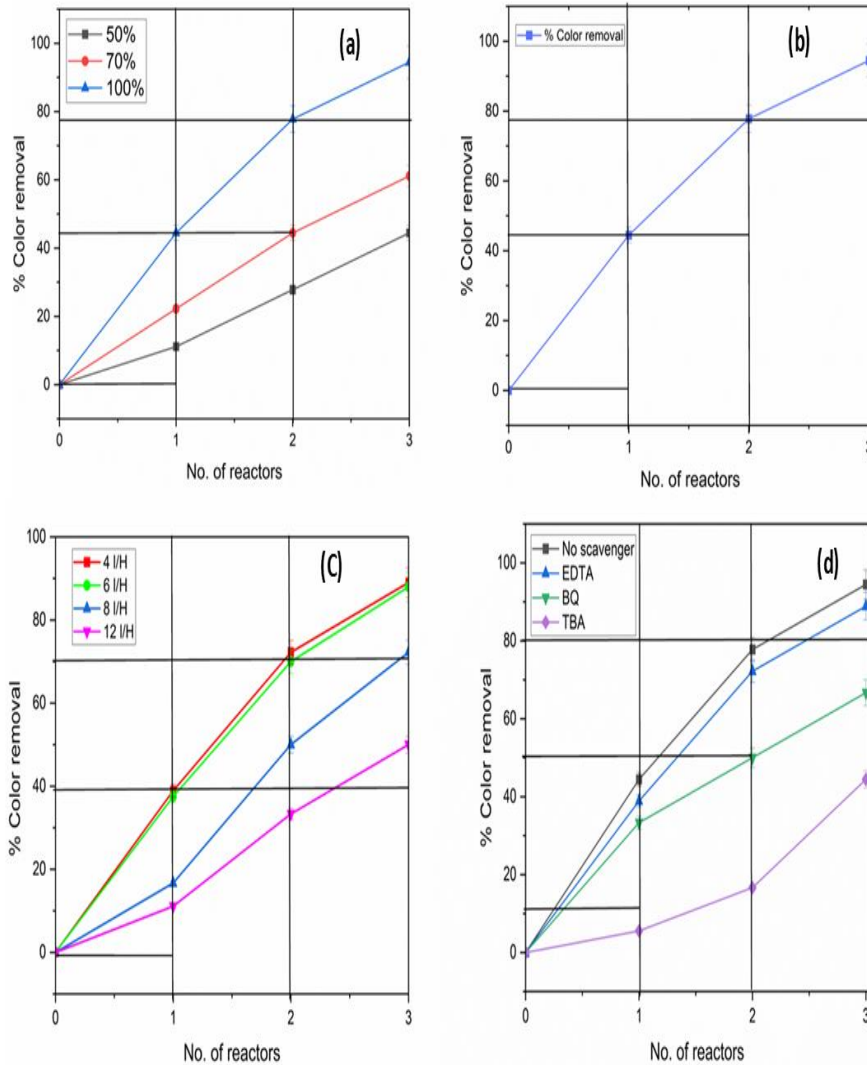 (a)
50%
70%
100%
100
80
60
40
20
0
% Color removal
0 1 2 3
No. of reactors
(b)
% Color removal
100
80
60
40
20
0
% Color removal
0 1 2 3
No. of reactors
(C)
4 l/H
6 l/H
8 l/H
12 l/H
100
80
60
40
20
0
% Color removal
0 1 2 3
No. of reactors
(d)
No scavenger
EDTA
BQ
TBA
100
80
60
40
20
0
% Color removal
0 1 2 3
No. of reactors